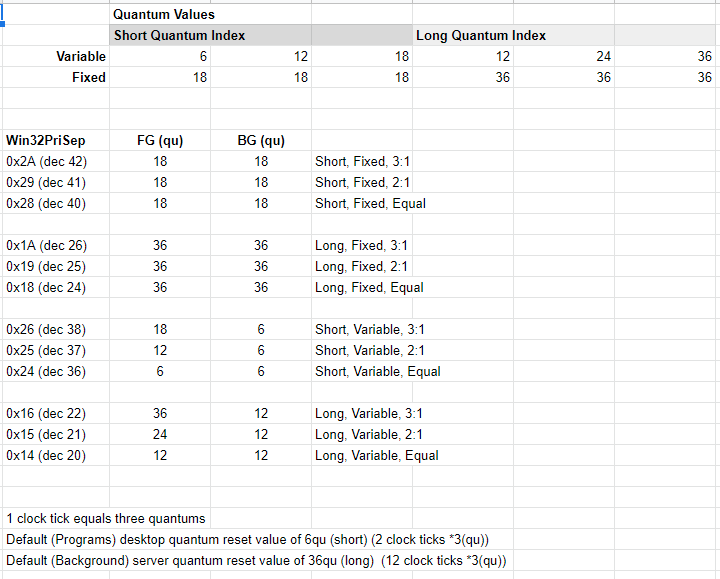 Quantum Values
Short Quantum Index Long Quantum Index
Variable 6 12 18 12 24 36
Fixed 18 18 18 36 36 36
Win32PriSep FG (qu) BG (qu)
0x2A (dec 42) 18 18 Short, Fixed, 3:1
0x29 (dec 41) 18 18 Short, Fixed, 2:1
0x28 (dec 40) 18 18 Short, Fixed, Equal
0x1A (dec 26) 36 36 Long, Fixed, 3:1
0x19 (dec 25) 36 36 Long, Fixed, 2:1
0x18 (dec 24) 36 36 Long, Fixed, Equal
0x26 (dec 38) 18 6 Short, Variable, 3:1
0x25 (dec 37) 12 6 Short, Variable, 2:1
0x24 (dec 36) 6 6 Short, Variable, Equal
0x16 (dec 22) 36 12 Long, Variable, 3:1
0x15 (dec 21) 24 12 Long, Variable, 2:1
0x14 (dec 20) 12 12 Long, Variable, Equal
1 clock tick equals three quantums
Default (Programs) desktop quantum reset value of 6qu (short) (2 clock ticks *3(qu))
Default (Background) server quantum reset value of 36qu (long) (12 clock ticks *3(qu))